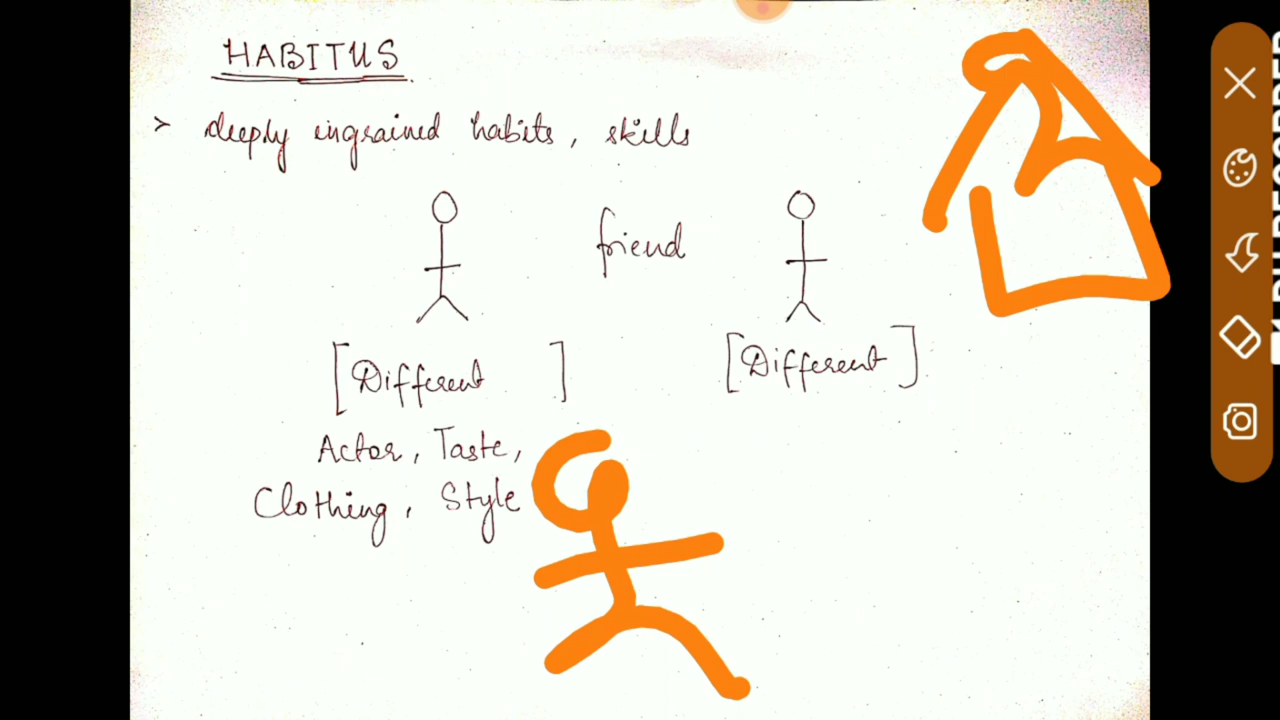 HABITUS
> deeply ingrained habits, skills
friend
[Different ] [Different]
Actor, Taste,
Clothing, Style